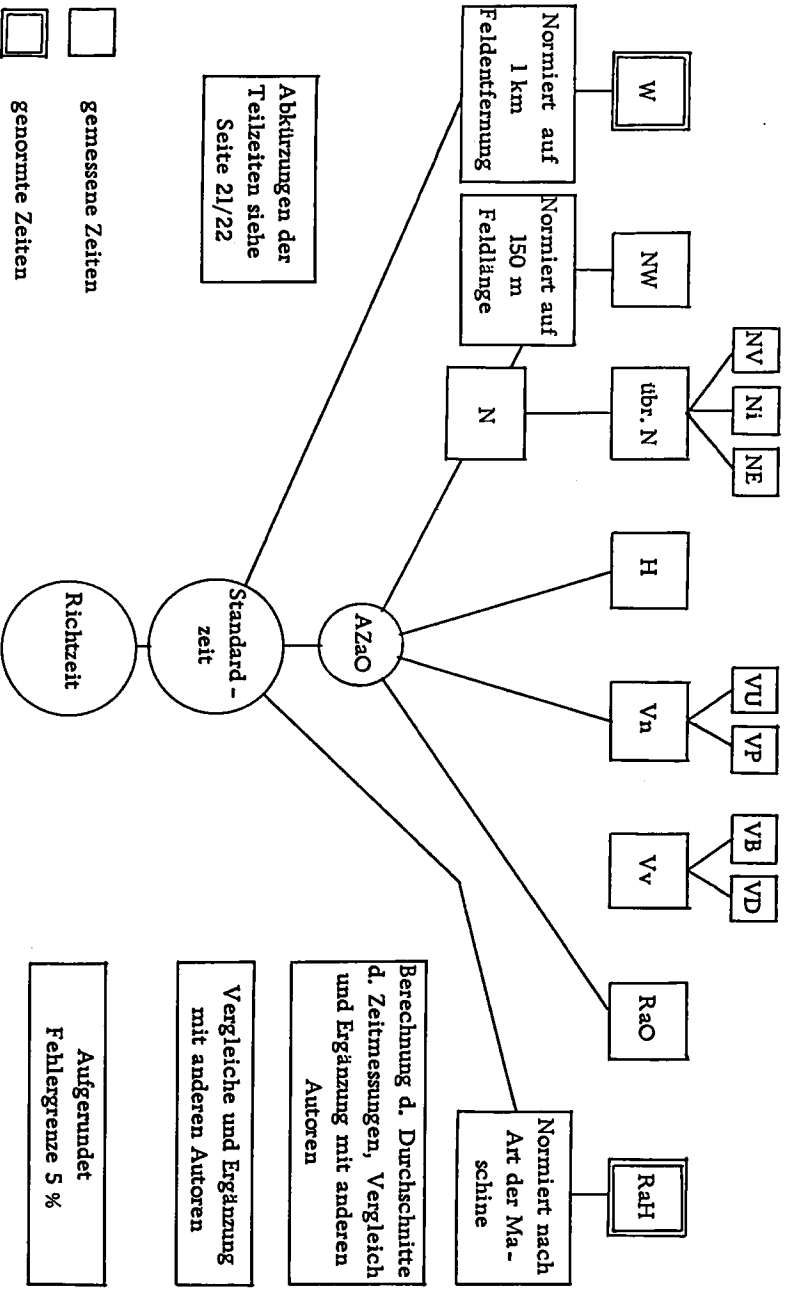 NV
Ni
NE
VU
VP
VB
VD
W
NW
übr. N
H
Vn
Vv
RaO
RaH
Normiert auf
1 km
Feldentfernung
Normiert auf
150 m
Feldlänge
N
Normiert nach
Art der Ma-
schine
AZaO
Berechnung d. Durchschnitte
d. Zeitmessungen, Vergleich
und Ergänzung mit anderen
Autoren
Abkürzungen der
Teilzeiten siehe
Seite 21/22
Standard-
zeit
Vergleiche und Ergänzung
mit anderen Autoren
Richtzeit
Aufgerundet
Fehlergrenze 5 %
gemessene Zeiten
genormte Zeiten